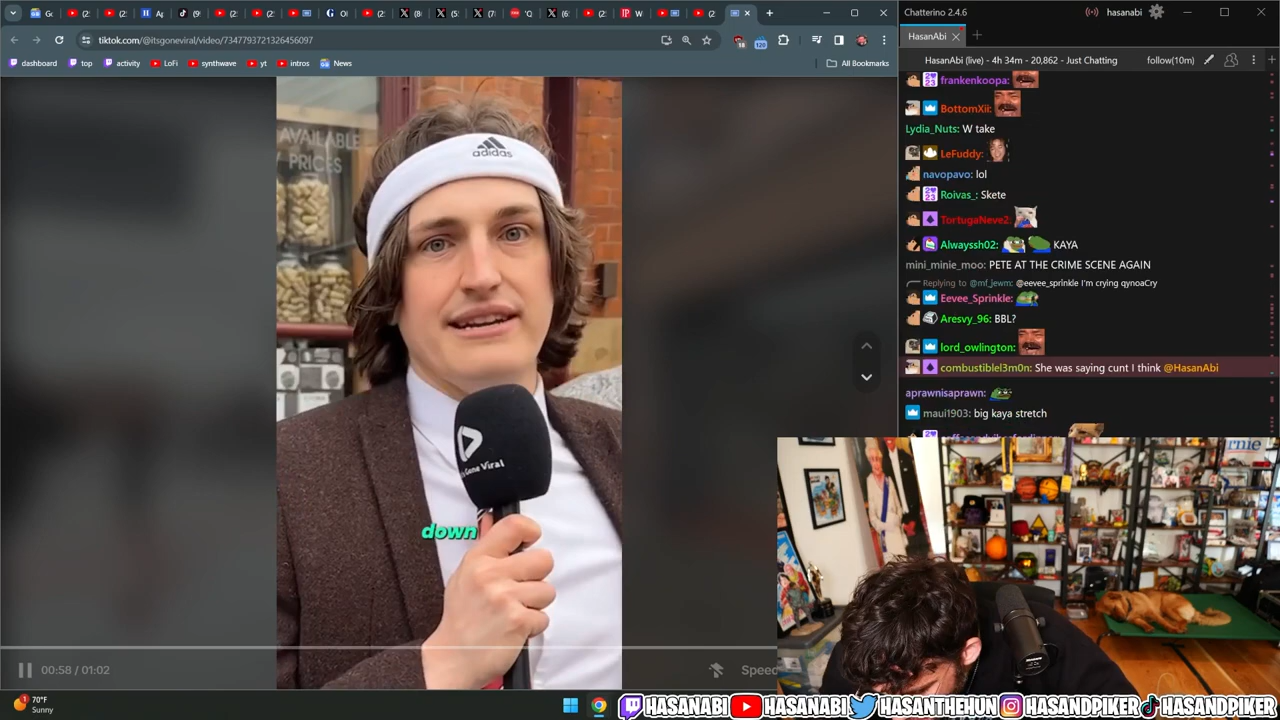 tiktok.com/@itsgoneviral/video/7347793721326456097
dashboard
top
activity
LoFi
synthwave
yt
intros
News
All Bookmarks
AVAILABLE
PRICES
adidas
Gone Viral
down
00:58 / 01:02
Speed
70°F
Sunny
Chatterino 2.4.6
hasanabi
HasanAbi
HasanAbi (live) - 4h 34m - 20,862 - Just Chatting
follow(10m)
frankenkoopa:
BottomXii:
Lydia_Nuts: W take
LeFuddy:
navopavo: lol
Roivas_: Skete
TortugaNeve2:
Alwayssh02: KAYA
mini_minie_moo: PETE AT THE CRIME SCENE AGAIN
Replying to @mf_jewm: @eevee_sprinkle I'm crying qynoaCry
Eevee_Sprinkle:
Aresvy_96: BBL?
lord_owlington:
combustiblel3m0n: She was saying cunt I think @HasanAbi
aprawnisaprawn:
maui1903: big kaya stretch
HASANABI
HASANABI
HASANTHEHUN
HASANDPIKER
HASANDPIKER